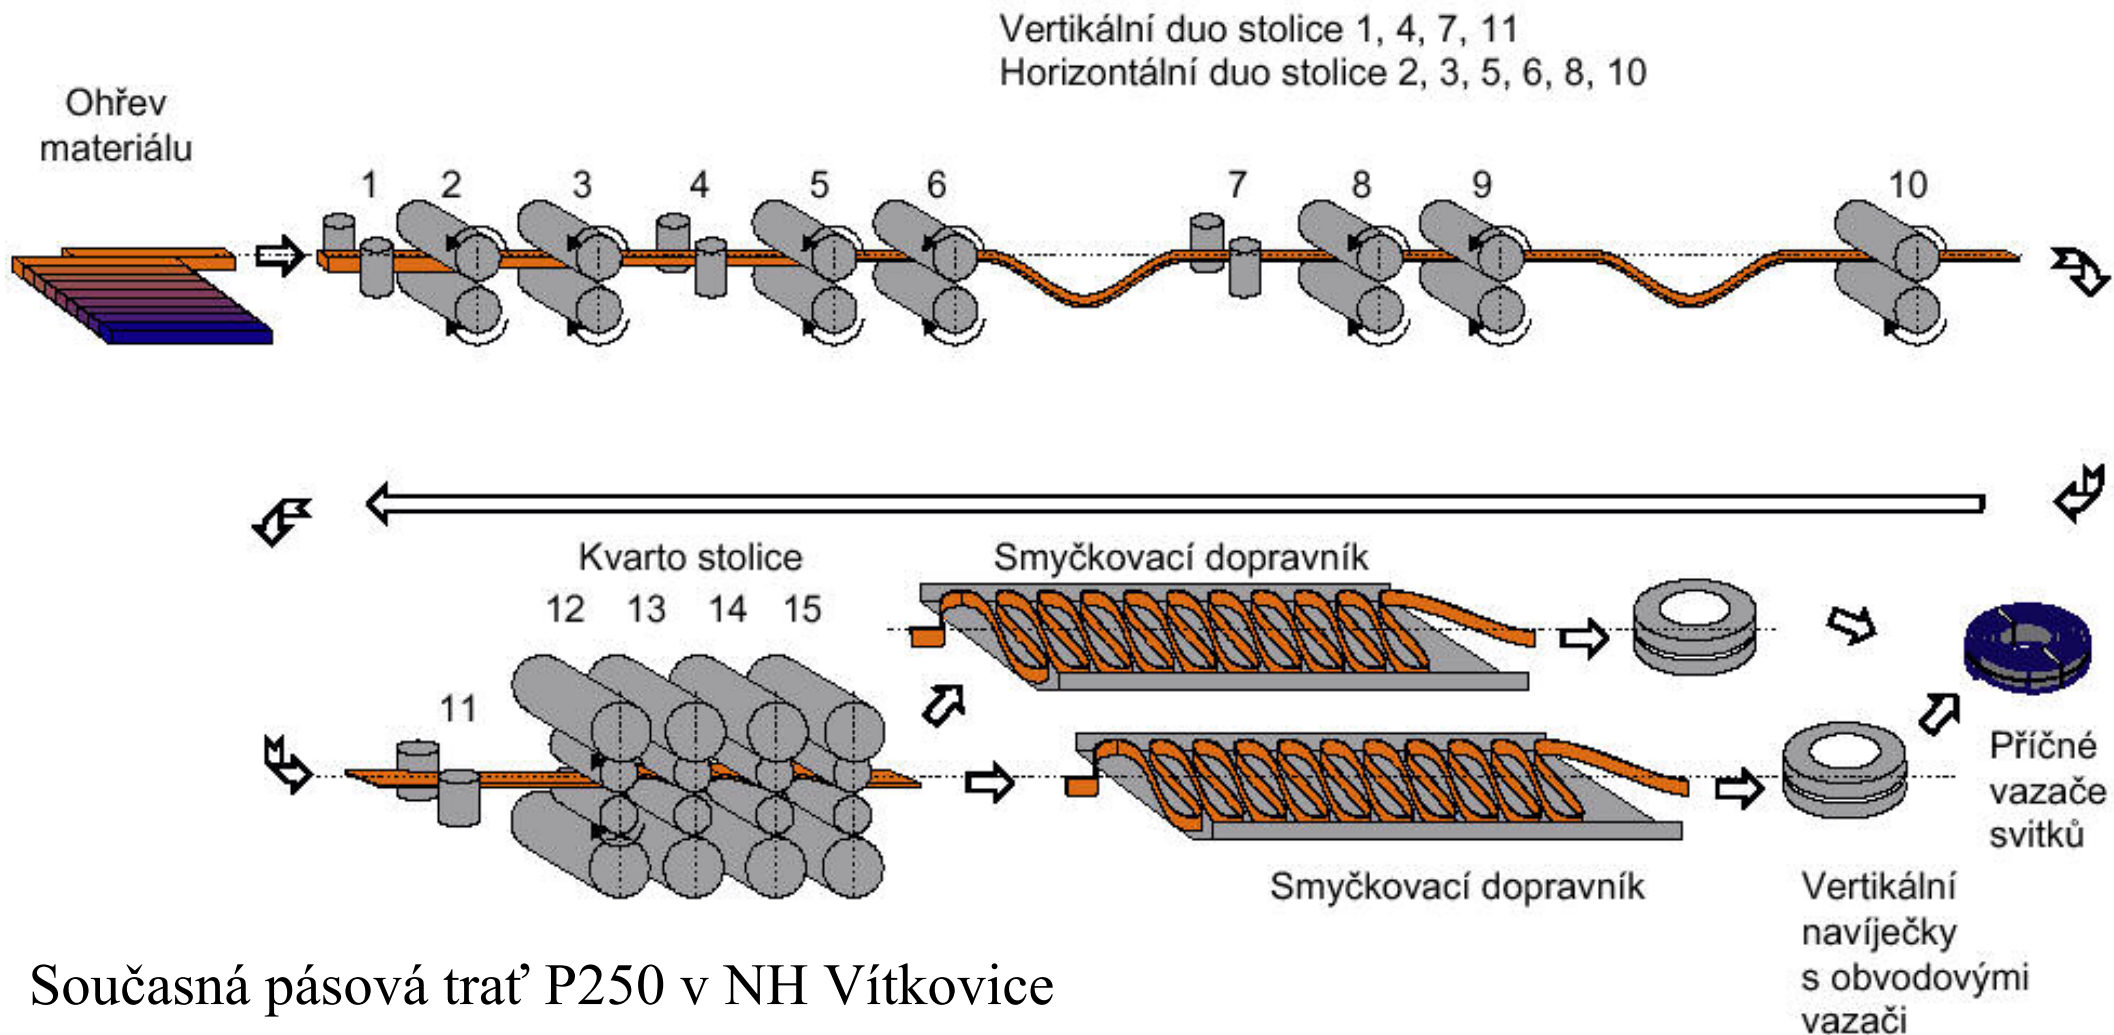 Vertikální duo stolice 1, 4, 7, 11
Horizontální duo stolice 2, 3, 5, 6, 8, 10
Ohřev
materiálu
1 2 3 4 5 6 7 8 9 10
Kvarto stolice
12 13 14 15
Smyčkovací dopravník
11
Příčné
vazače
svitků
Smyčkovací dopravník
Vertikální
navíječky
s obvodovými
vazači
Současná pásová trať P250 v NH Vítkovice